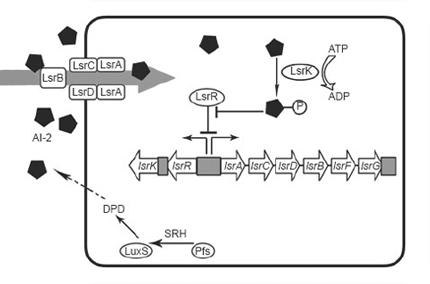 ATP
LsrC LsrA
LsrK
LsrB
LsrD LsrA
LsrR
ADP
P
AI-2
lsrK lsrR lsrA lsrC lsrD lsrB lsrF lsrG
DPD
SRH
LuxS Pfs